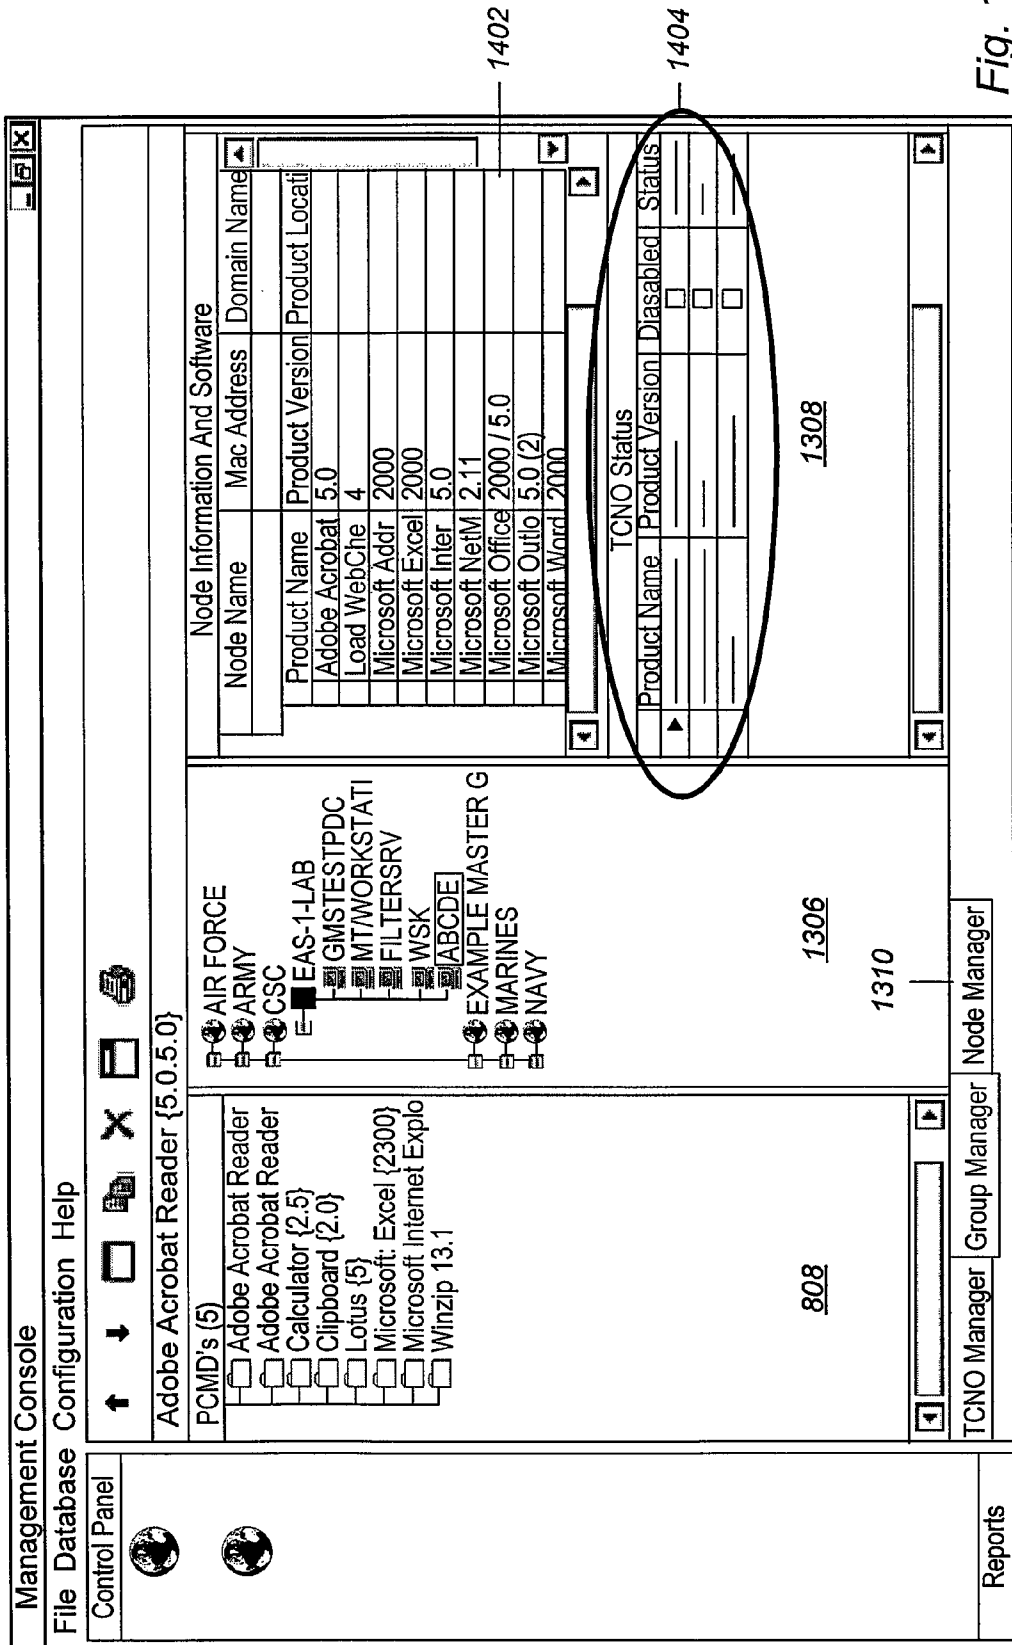 Management Console
File Database Configuration Help
Control Panel
Reports
Adobe Acrobat Reader {5.0.5.0}
PCMD's (5)
Adobe Acrobat Reader
Adobe Acrobat Reader
Calculator {2.5}
Clipboard {2.0}
Lotus {5}
Microsoft: Excel {2300}
Microsoft Internet Explo
Winzip 13.1
808
AIR FORCE
ARMY
CSC
EAS-1-LAB
GMSTESTPDC
MT/WORKSTATI
FILTERSRV
WSK
ABCDE
EXAMPLE MASTER G
MARINES
NAVY
1306
1310
Node Information And Software
Node Name Mac Address Domain Name
Product Name Product Version Product Locati
Adobe Acrobat 5.0
Load WebChe 4
Microsoft Addr 2000
Microsoft Excel 2000
Microsoft Inter 5.0
Microsoft NetM 2.11
Microsoft Office 2000 / 5.0
Microsoft Outlo 5.0 (2)
Microsoft Word 2000
1402
TCNO Status
Product Name Product Version Diasabled Status
1404
1308
TCNO Manager Group Manager Node Manager
Fig.